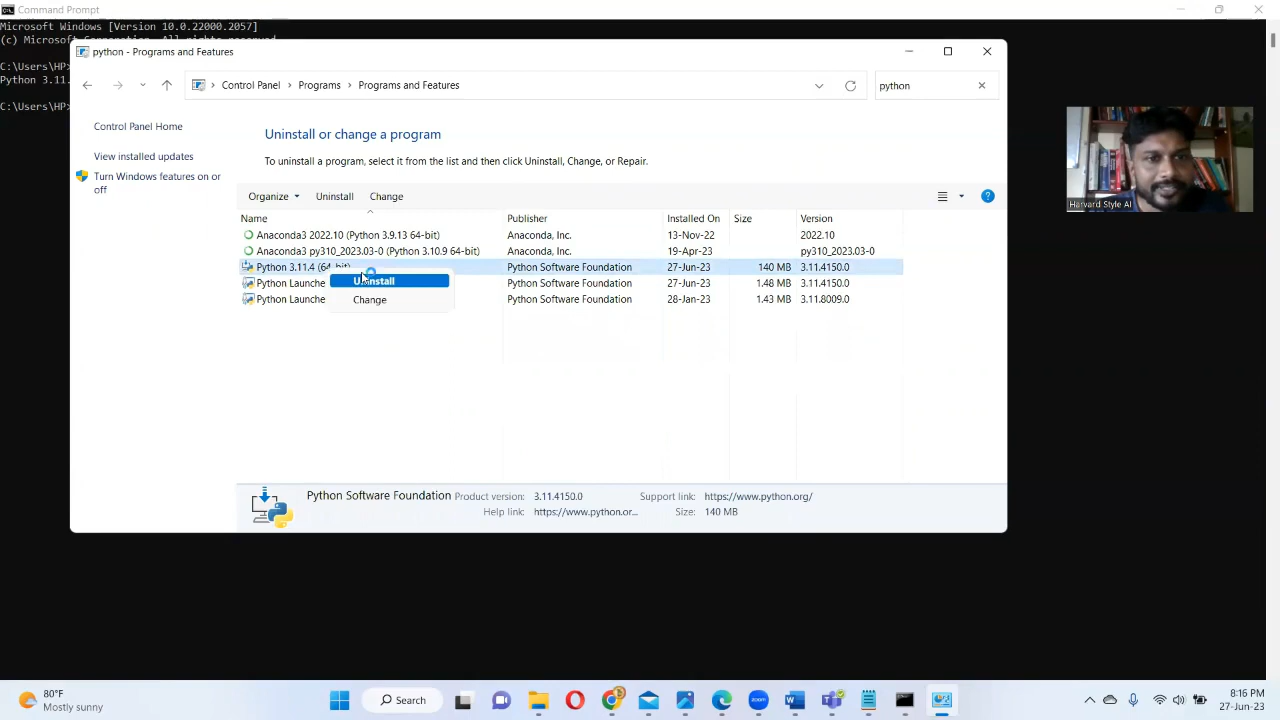 Command Prompt
Microsoft Windows [Version 10.0.22000.2057]
(c) Microsoft Corporation. All rights reserved.
C:\Users\HP>
Python 3.11.
C:\Users\HP>
python - Programs and Features
Control Panel > Programs > Programs and Features
python
Control Panel Home
View installed updates
Turn Windows features on or
off
Uninstall or change a program
To uninstall a program, select it from the list and then click Uninstall, Change, or Repair.
Organize Uninstall Change
Name Publisher Installed On Size Version
Anaconda3 2022.10 (Python 3.9.13 64-bit) Anaconda, Inc. 13-Nov-22 2022.10
Anaconda3 py310_2023.03-0 (Python 3.10.9 64-bit) Anaconda, Inc. 19-Apr-23 py310_2023.03-0
Python 3.11.4 (64-bit) Python Software Foundation 27-Jun-23 140 MB 3.11.4150.0
Python Launche Python Software Foundation 27-Jun-23 1.48 MB 3.11.4150.0
Python Launche Python Software Foundation 28-Jan-23 1.43 MB 3.11.8009.0
Uninstall
Change
Python Software Foundation Product version: 3.11.4150.0 Support link: https://www.python.org/
Help link: https://www.python.or... Size: 140 MB
Harvard Style AI
80°F
Mostly sunny
Search
zoom
8:16 PM
27-Jun-23